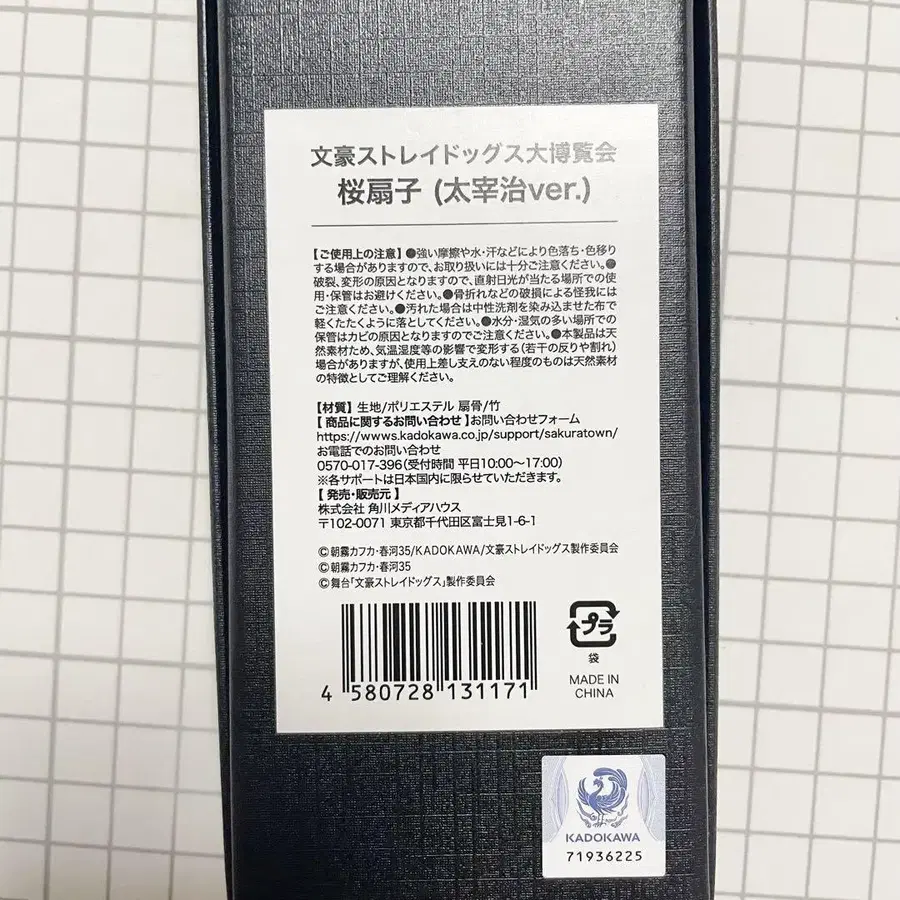 文豪ストレイドッグス大博覧会
桜扇子 (太宰治ver.)
【ご使用上の注意】●強い摩擦や水・汗などにより色落ち・色移り
する場合がありますので、お取り扱いには十分ご注意ください。●
破裂、変形の原因となりますので、直射日光が当たる場所での使
用・保管はお避けください。●骨折れなどの破損による怪我には
ご注意ください。●汚れた場合は中性洗剤を染み込ませた布で
軽くたたくように落としてください。●水分・湿気の多い場所での
保管はカビの原因となりますのでご注意ください。●本製品は天
然素材ため、気温湿度等の影響で変形する(若干の反りや割れ)
場合がありますが、使用上差し支えのない程度のものは天然素材
の特徴としてご理解ください。
【材質】生地/ポリエステル 扇骨/竹
【商品に関するお問い合わせ】お問い合わせフォーム
https://wwws.kadokawa.co.jp/support/sakuratown/
お電話でのお問い合わせ
0570-017-396(受付時間 平日10:00〜17:00)
※各サポートは日本国内に限らせていただきます。
【発売・販売元】
株式会社 角川メディアハウス
〒102-0071 東京都千代田区富士見1-6-1
©朝霧カフカ・春河35/KADOKAWA/文豪ストレイドッグス製作委員会
©朝霧カフカ・春河35
©舞台「文豪ストレイドッグス」製作委員会
4 580728 131171
プラ
袋
MADE IN
CHINA
KADOKAWA
71936225